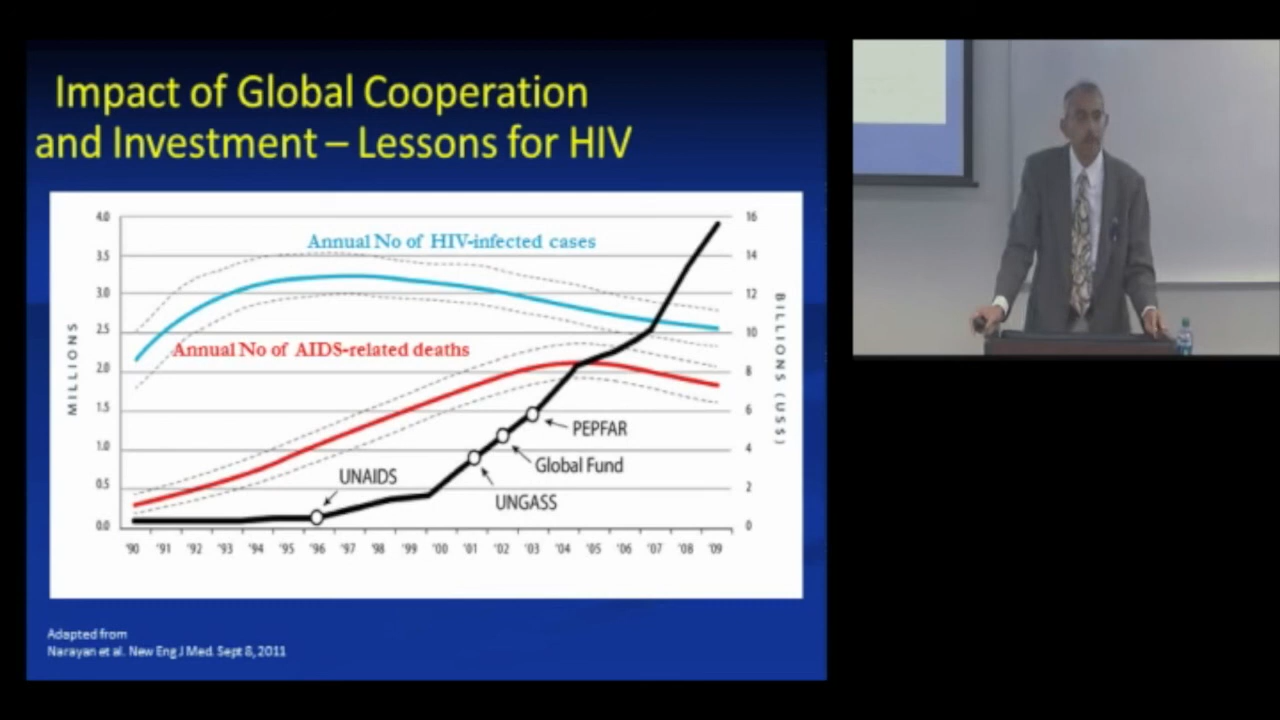 Impact of Global Cooperation
and Investment – Lessons for HIV
4.0
3.5
3.0
2.5
2.0
1.5
1.0
0.5
0.0
MILLIONS
16
14
12
10
8
6
4
2
0
BILLIONS (US$)
Annual No of HIV-infected cases
Annual No of AIDS-related deaths
PEPFAR
Global Fund
UNAIDS
UNGASS
'90 '91 '92 '93 '94 '95 '96 '97 '98 '99 '00 '01 '02 '03 '04 '05 '06 '07 '08 '09
Adapted from
Narayan et al. New Eng J Med. Sept 8, 2011